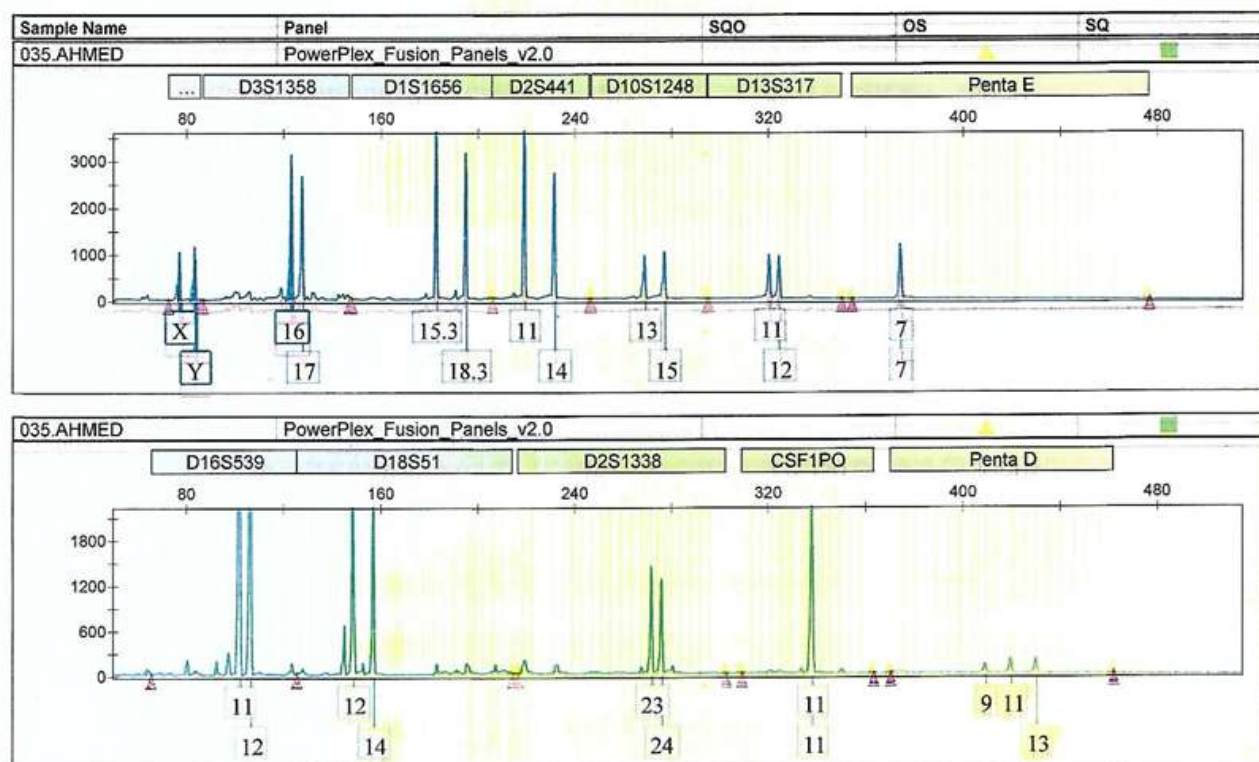 Sample Name Panel SQO OS SQ
035.AHMED PowerPlex_Fusion_Panels_v2.0
... D3S1358 D1S1656 D2S441 D10S1248 D13S317 Penta E
80 160 240 320 400 480
3000
2000
1000
0
X 16 15.3 11 13 11 7
Y 17 18.3 14 15 12 7
035.AHMED PowerPlex_Fusion_Panels_v2.0
D16S539 D18S51 D2S1338 CSF1PO Penta D
80 160 240 320 400 480
1800
1200
600
0
11 12 23 11 9 11
12 14 24 11 13